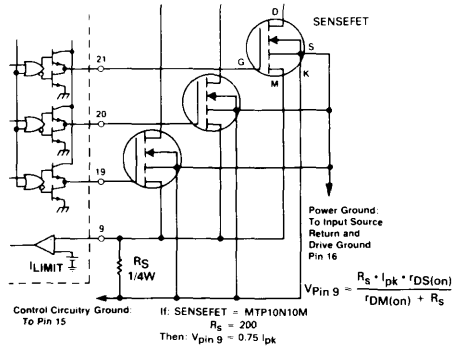 D
SENSEFET
S
G
K
M
21
20
19
9
Power Ground:
To Input Source
Return and
Drive Ground
Pin 16
ILIMIT
RS
1/4W
VPin 9 = RS • Ipk • rDS(on) / rDM(on) + RS
Control Circuitry Ground:
To Pin 15
If: SENSEFET = MTP10N10M
RS = 200
Then: Vpin 9 = 0.75 Ipk